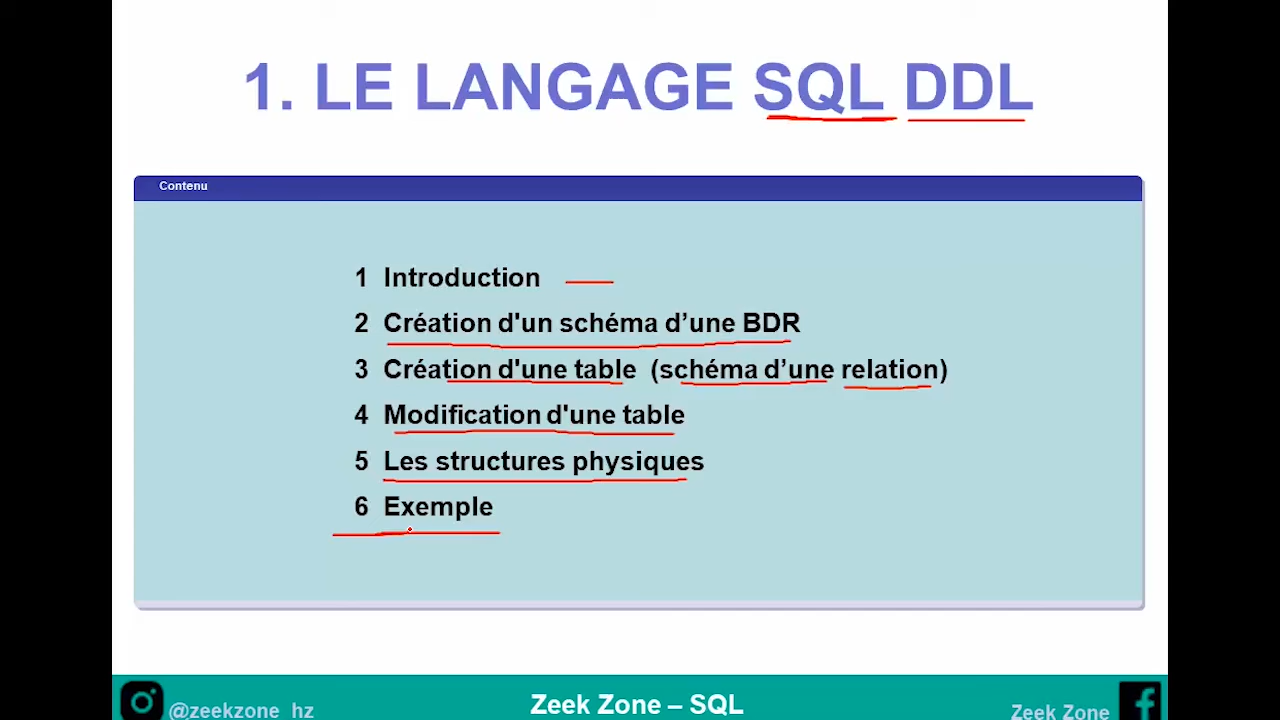 1. LE LANGAGE SQL DDL
Contenu
1 Introduction
2 Création d'un schéma d’une BDR
3 Création d'une table (schéma d’une relation)
4 Modification d'une table
5 Les structures physiques
6 Exemple
@zeekzone_hz
Zeek Zone – SQL
Zeek Zone